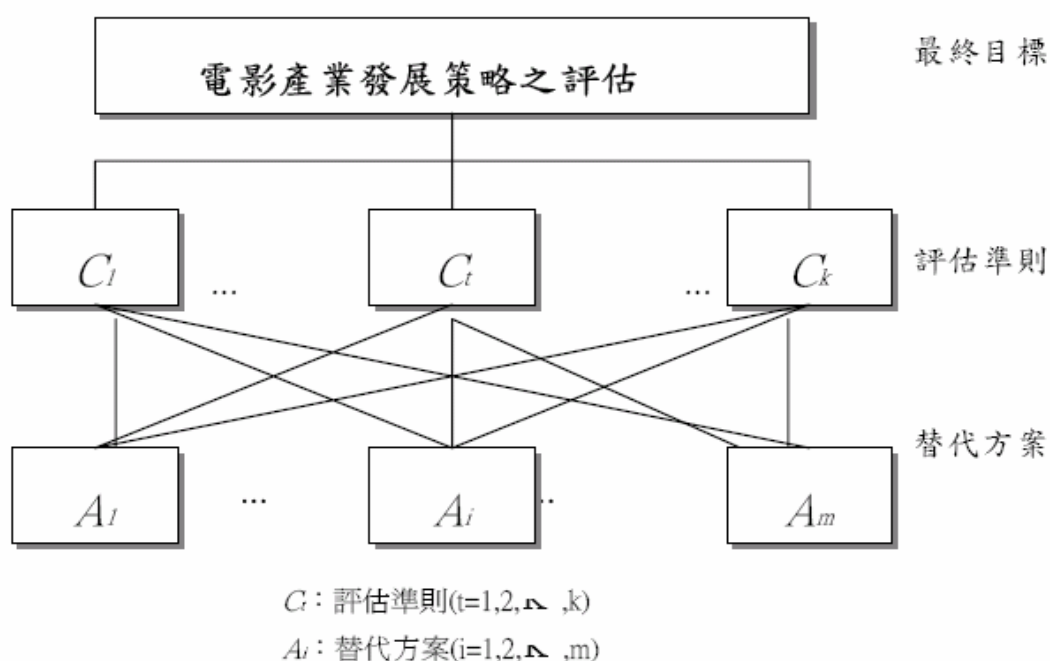 最終目標
電影產業發展策略之評估
C1 ... Ct ... Ck
評估準則
替代方案
A1 ... Ai .. Am
Ct：評估準則(t=1,2, ,k)
Ai：替代方案(i=1,2, ,m)